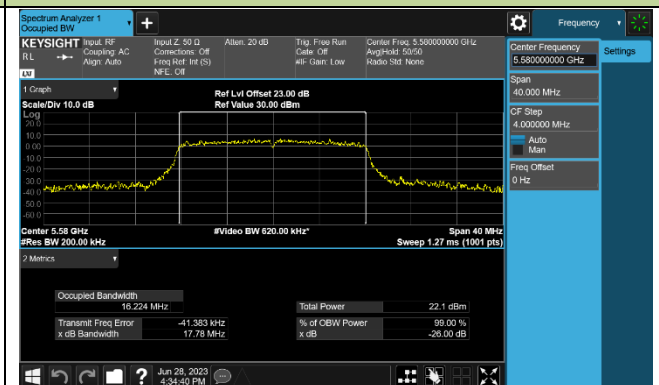 Spectrum Analyzer 1
Occupied BW
Frequency
KEYSIGHT
RL
LXI
Input: RF
Coupling: AC
Align: Auto
Input Z: 50 Ω
Corrections: Off
Freq Ref: Int (S)
NFE: Off
Atten: 20 dB
Trig: Free Run
Gate: Off
#IF Gain: Low
Center Freq: 5.580000000 GHz
Avg|Hold: 50/50
Radio Std: None
Center Frequency
5.580000000 GHz
Settings
Span
40.000 MHz
CF Step
4.000000 MHz
Auto
Man
Freq Offset
0 Hz
1 Graph
Scale/Div 10.0 dB
Ref Lvl Offset 23.00 dB
Ref Value 30.00 dBm
Log
20.0
10.0
0.00
-10.0
-20.0
-30.0
-40.0
-50.0
-60.0
Center 5.58 GHz
#Video BW 620.00 kHz*
Span 40 MHz
#Res BW 200.00 kHz
Sweep 1.27 ms (1001 pts)
2 Metrics
Occupied Bandwidth
16.224 MHz
Total Power 22.1 dBm
Transmit Freq Error -41.383 kHz
% of OBW Power 99.00 %
x dB Bandwidth 17.78 MHz
x dB -26.00 dB
?
Jun 28, 2023
4:34:40 PM